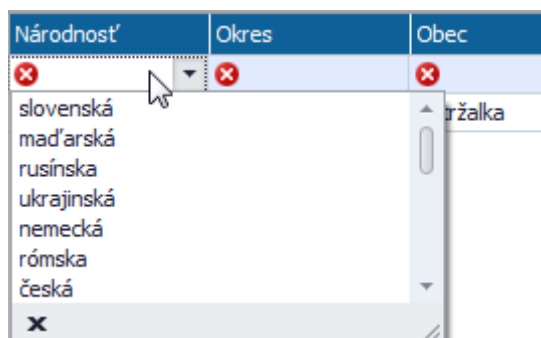 Národnosť Okres Obec
slovenská
maďarská
rusínska
ukrajinská
nemecká
rómska
česká